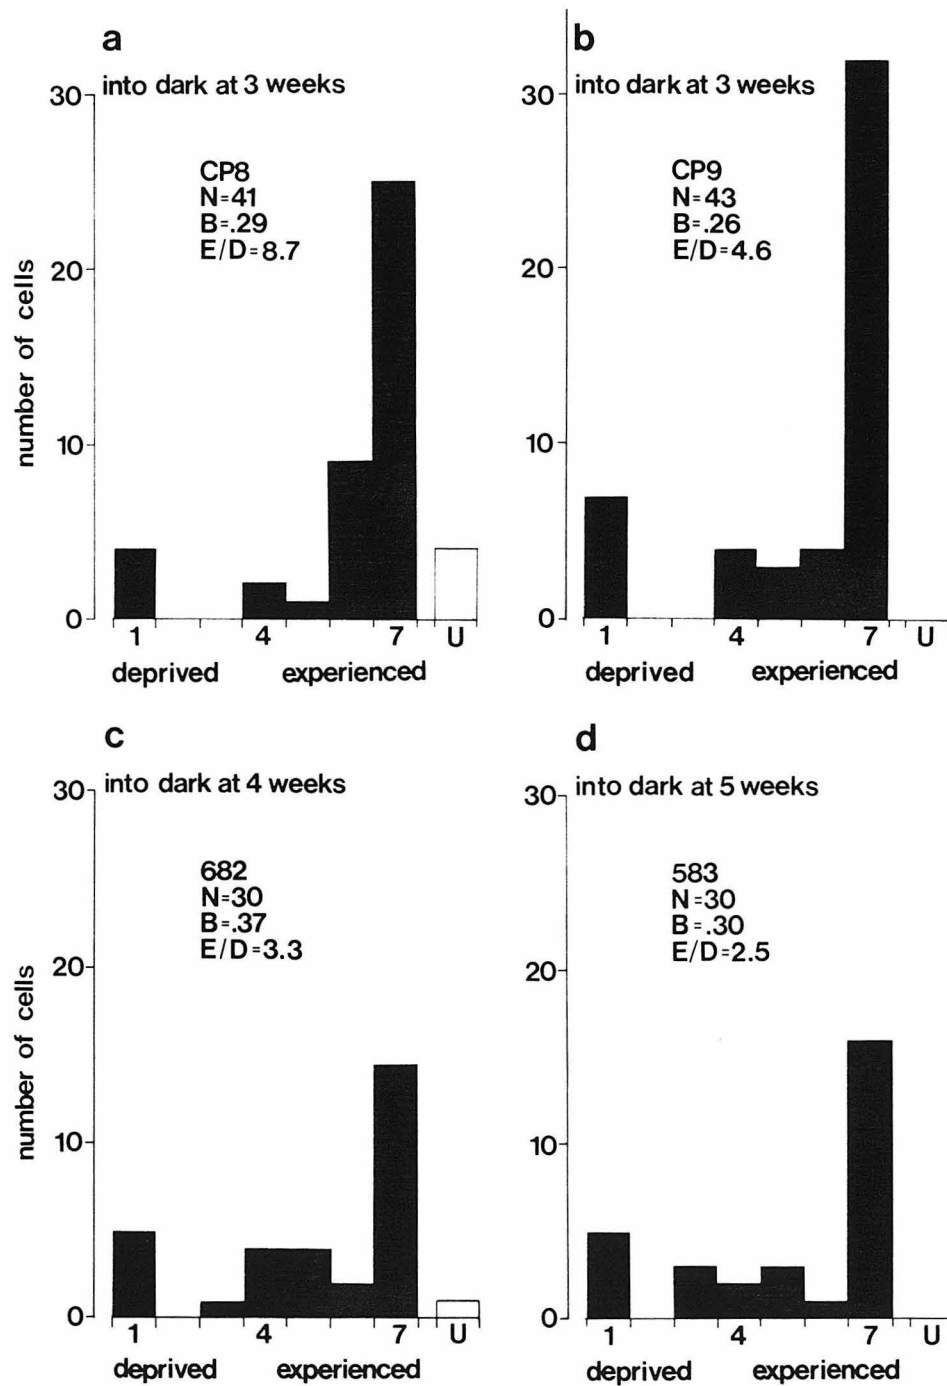 a
into dark at 3 weeks
30
CP8
N=41
B=.29
E/D=8.7
20
10
0
number of cells
1 4 7 U
deprived experienced
b
into dark at 3 weeks
30
CP9
N=43
B=.26
E/D=4.6
20
10
0
1 4 7 U
deprived experienced
c
into dark at 4 weeks
30
682
N=30
B=.37
E/D=3.3
20
10
0
number of cells
1 4 7 U
deprived experienced
d
into dark at 5 weeks
30
583
N=30
B=.30
E/D=2.5
20
10
0
1 4 7 U
deprived experienced